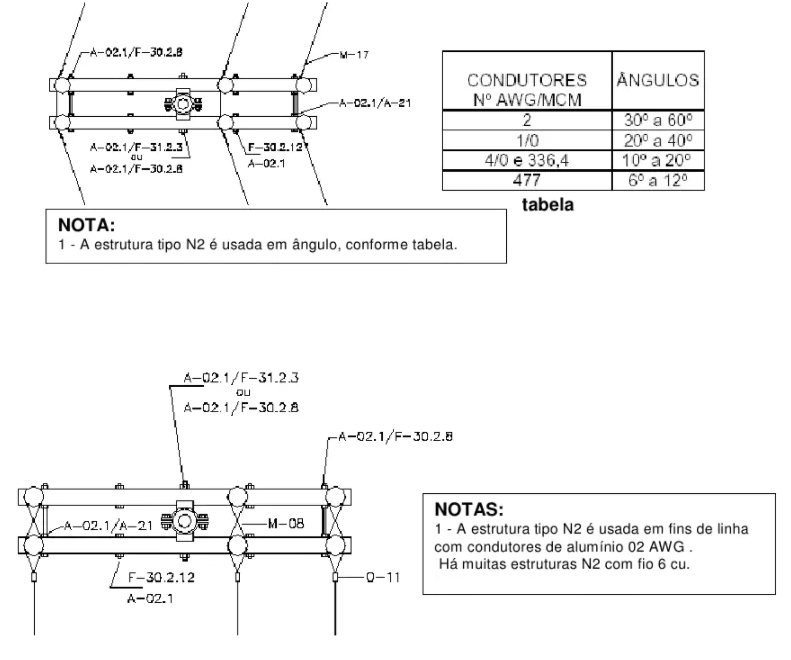 A-02.1/F-30.2.8
M-17
A-02.1/A-21
A-02.1/F-31.2.3
ou
A-02.1/F-30.2.8
F-30.2.12
A-02.1
CONDUTORES
Nº AWG/MCM
ÂNGULOS
2
30º a 60º
1/0
20º a 40º
4/0 e 336,4
10º a 20º
477
6º a 12º
tabela
NOTA:
1 - A estrutura tipo N2 é usada em ângulo, conforme tabela.
A-02.1/F-31.2.3
ou
A-02.1/F-30.2.8
A-02.1/F-30.2.8
A-02.1/A-21
M-08
F-30.2.12
A-02.1
O-11
NOTAS:
1 - A estrutura tipo N2 é usada em fins de linha
com condutores de alumínio 02 AWG .
Há muitas estruturas N2 com fio 6 cu.